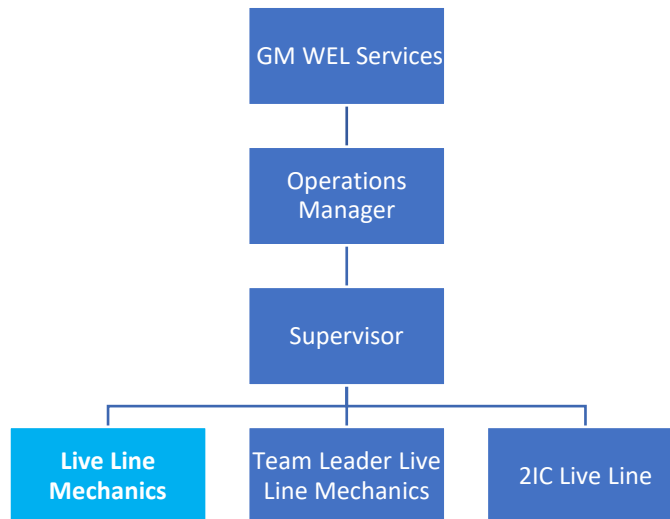 GM WEL Services
Operations
Manager
Supervisor
Live Line
Mechanics
Team Leader Live
Line Mechanics
2IC Live Line